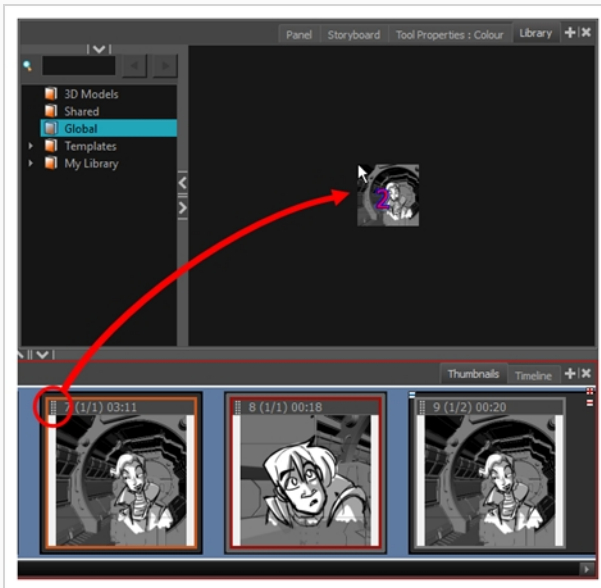 Panel Storyboard Tool Properties : Colour Library
3D Models
Shared
Global
Templates
My Library
2
Thumbnails Timeline
7 (1/1) 03:11 8 (1/1) 00:18 9 (1/2) 00:20